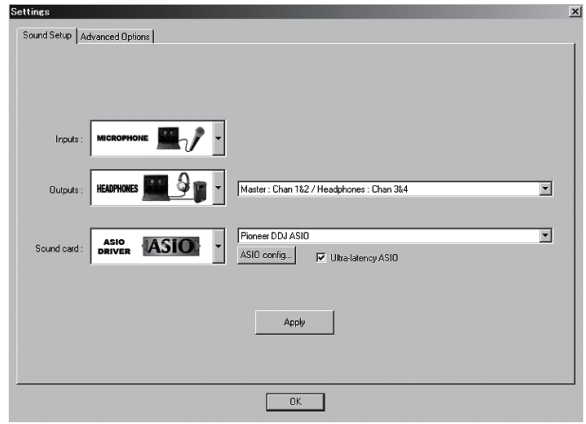 Settings
Sound Setup Advanced Options
Inputs : MICROPHONE
Outputs : HEADPHONES Master : Chan 1&2 / Headphones : Chan 3&4
Sound card : ASIO DRIVER ASIO Pioneer DDJ ASIO
ASIO config... Ultra-latency ASIO
Apply
OK